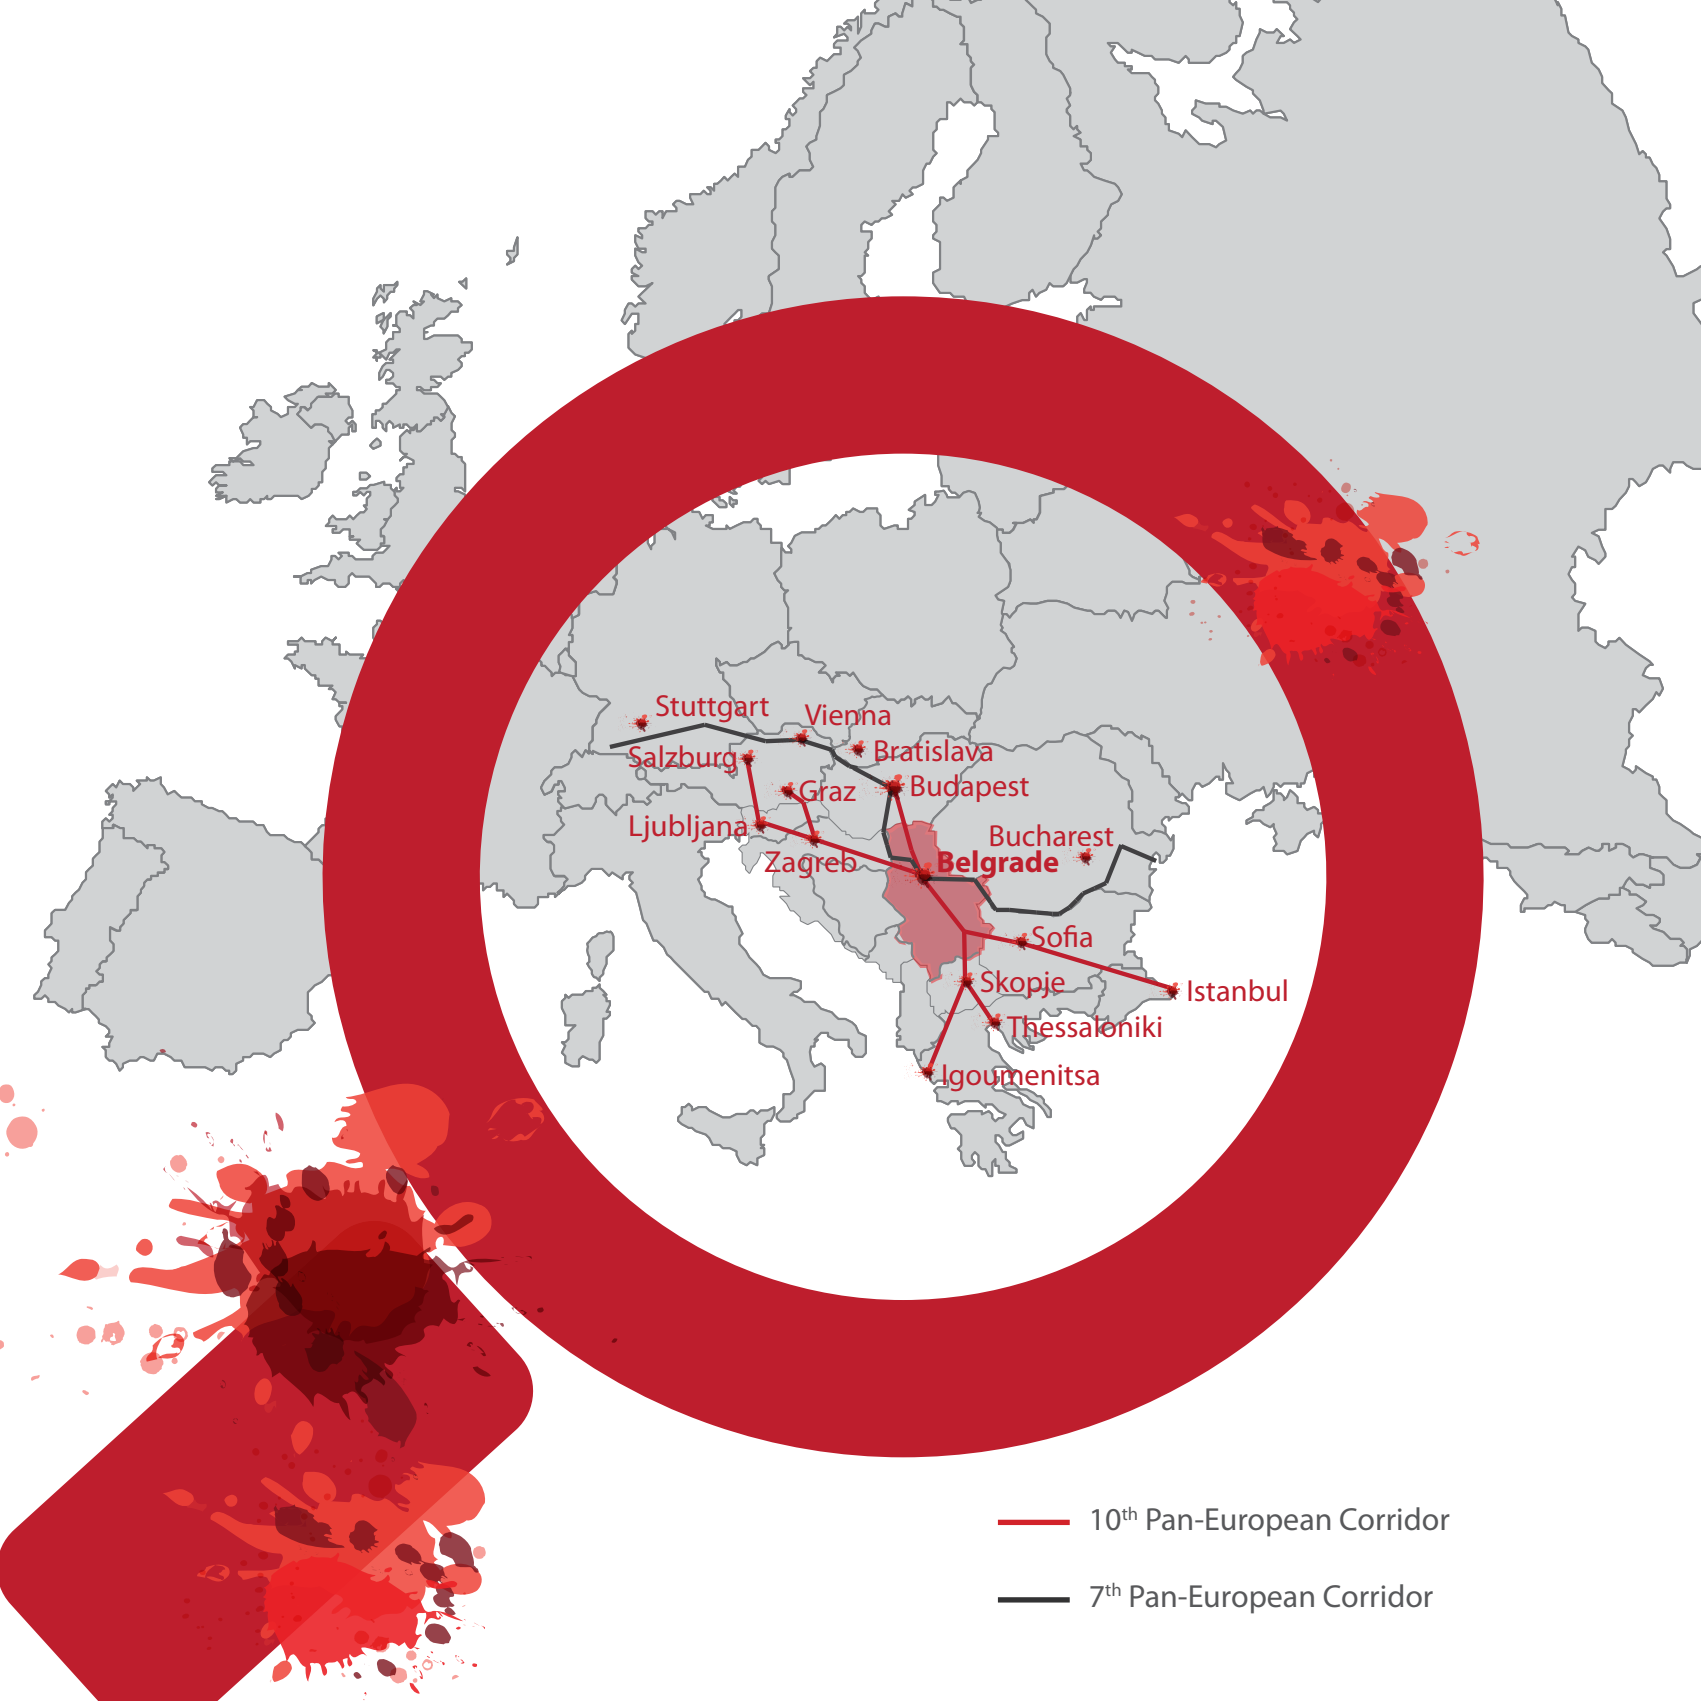 Stuttgart
Vienna
Salzburg
Bratislava
Graz
Budapest
Ljubljana
Bucharest
Zagreb
Belgrade
Sofia
Skopje
Istanbul
Thessaloniki
Igoumenitsa
10th Pan-European Corridor
7th Pan-European Corridor